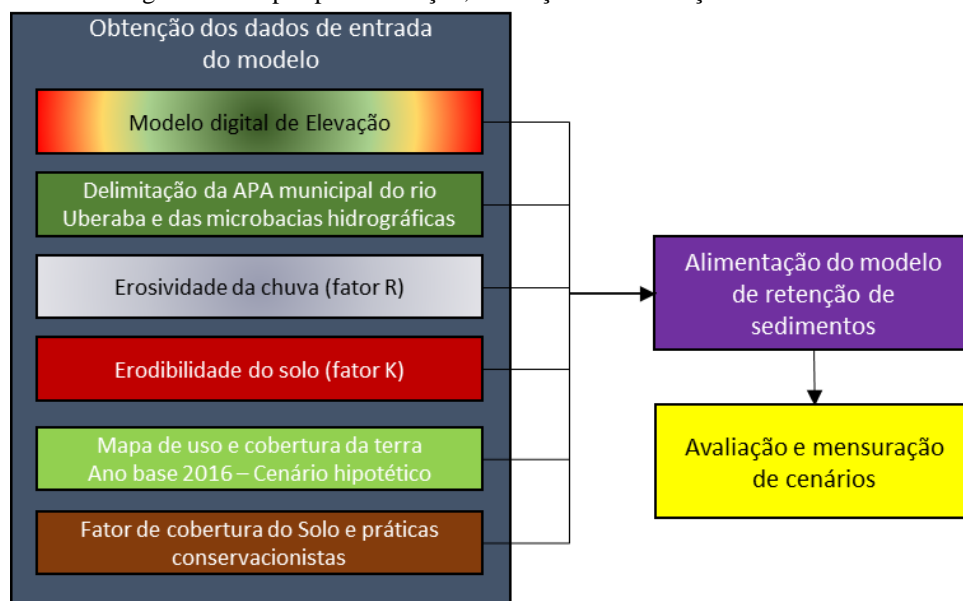 Obtenção dos dados de entrada
do modelo
Modelo digital de Elevação
Delimitação da APA municipal do rio
Uberaba e das microbacias hidrográficas
Erosividade da chuva (fator R)
Erodibilidade do solo (fator K)
Mapa de uso e cobertura da terra
Ano base 2016 – Cenário hipotético
Fator de cobertura do Solo e práticas
conservacionistas
Alimentação do modelo
de retenção de
sedimentos
Avaliação e mensuração
de cenários